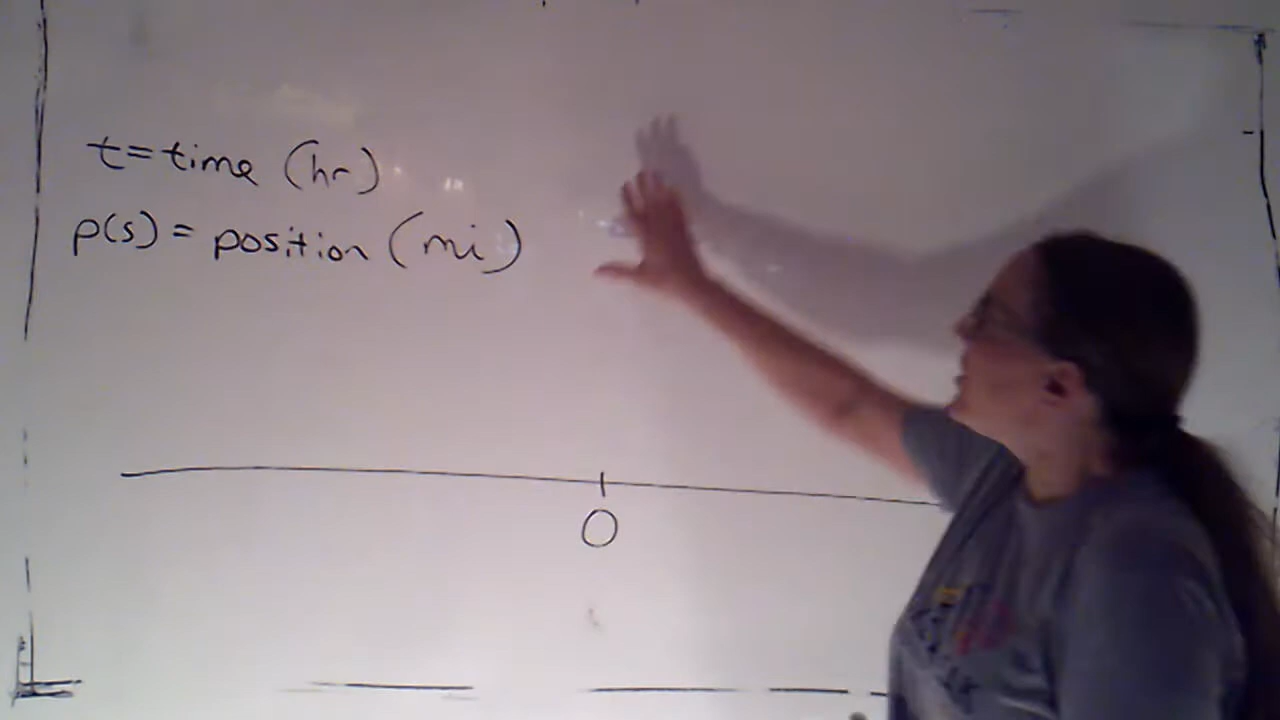 t=time (hr)
p(s) = position (mi)
0